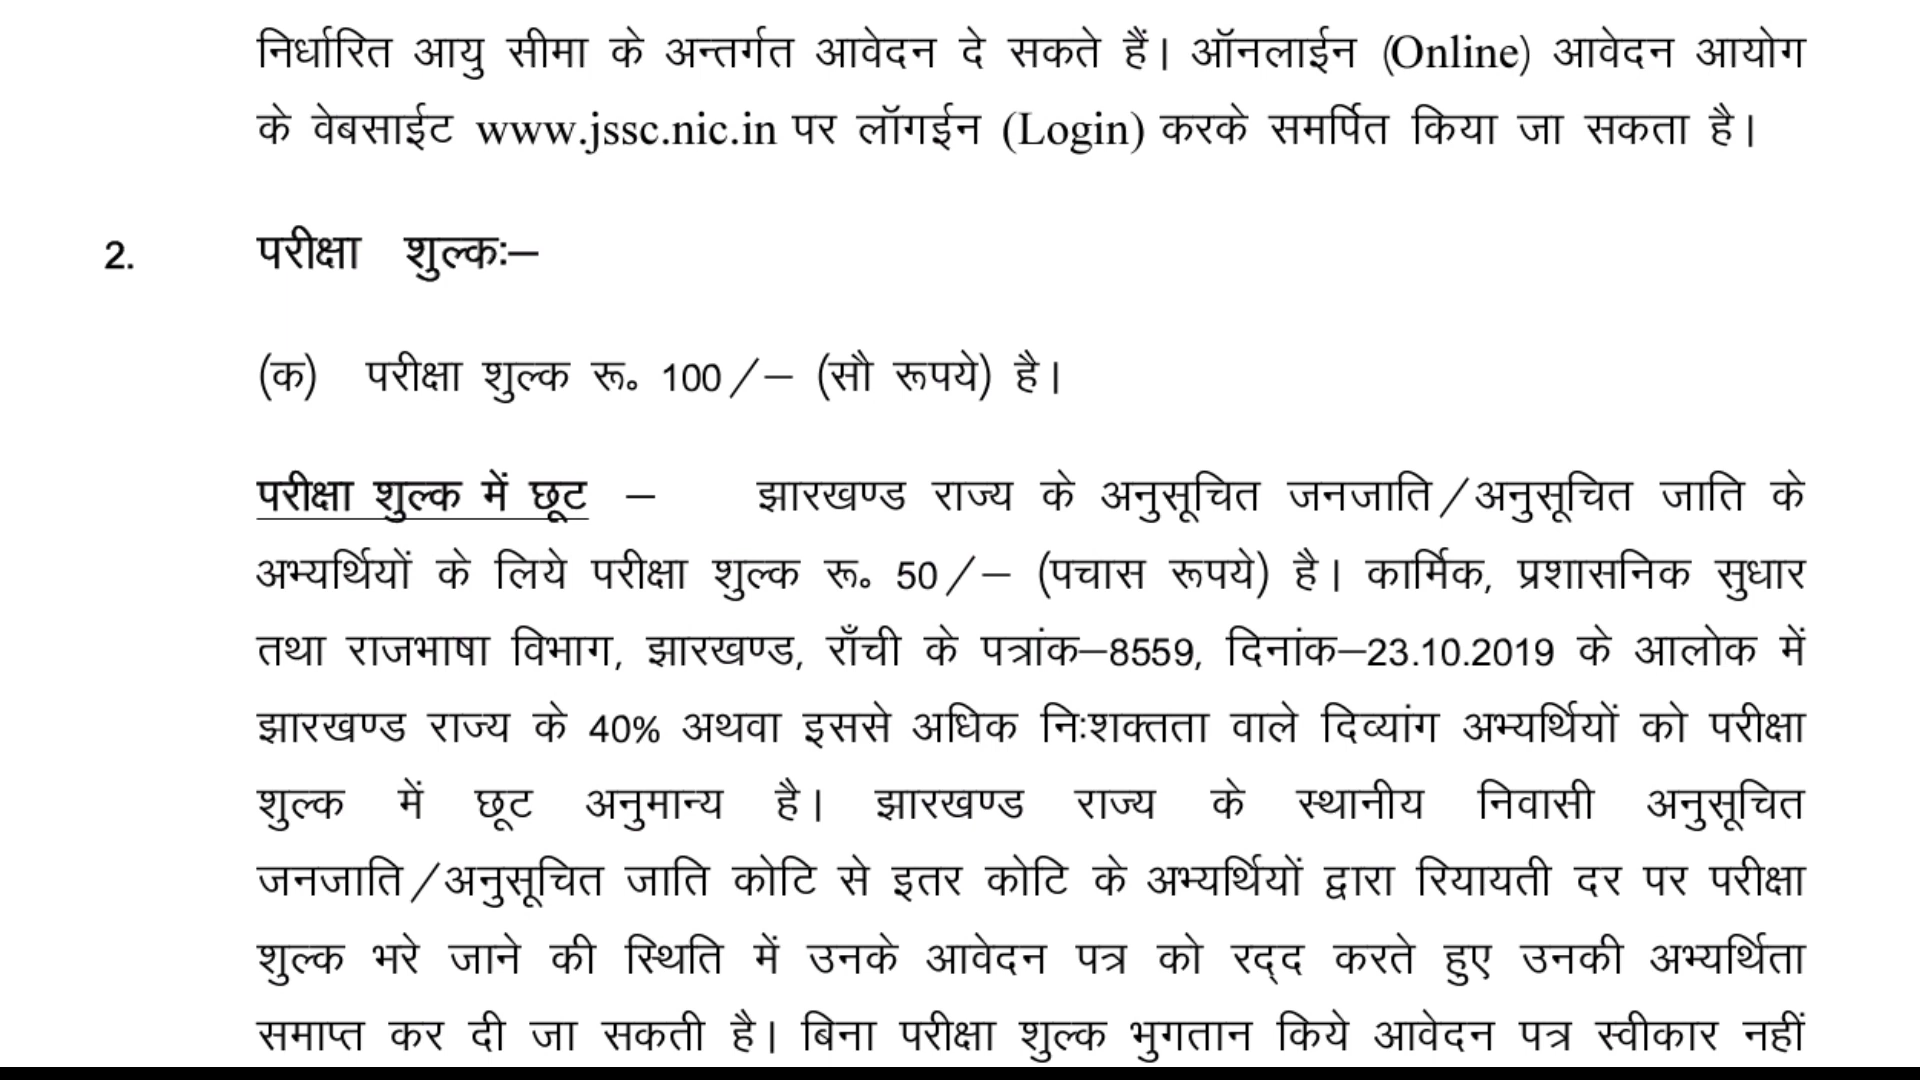 निर्धारित आयु सीमा के अन्तर्गत आवेदन दे सकते हैं। ऑनलाईन (Online) आवेदन आयोग
के वेबसाईट www.jssc.nic.in पर लॉगईन (Login) करके समर्पित किया जा सकता है।
2. परीक्षा शुल्कः–
(क) परीक्षा शुल्क रू० 100/– (सौ रूपये) है।
परीक्षा शुल्क में छूट – झारखण्ड राज्य के अनुसूचित जनजाति/अनुसूचित जाति के
अभ्यर्थियों के लिये परीक्षा शुल्क रू० 50/– (पचास रूपये) है। कार्मिक, प्रशासनिक सुधार
तथा राजभाषा विभाग, झारखण्ड, राँची के पत्रांक–8559, दिनांक–23.10.2019 के आलोक में
झारखण्ड राज्य के 40% अथवा इससे अधिक निःशक्तता वाले दिव्यांग अभ्यर्थियों को परीक्षा
शुल्क में छूट अनुमान्य है। झारखण्ड राज्य के स्थानीय निवासी अनुसूचित
जनजाति/अनुसूचित जाति कोटि से इतर कोटि के अभ्यर्थियों द्वारा रियायती दर पर परीक्षा
शुल्क भरे जाने की स्थिति में उनके आवेदन पत्र को रद्द करते हुए उनकी अभ्यर्थिता
समाप्त कर दी जा सकती है। बिना परीक्षा शुल्क भुगतान किये आवेदन पत्र स्वीकार नहीं